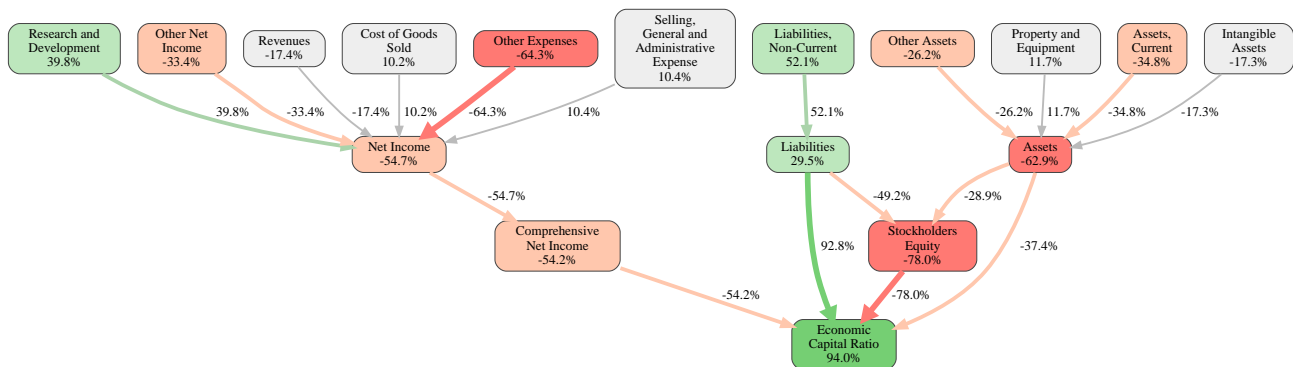 Research and
Development
39.8%
Other Net
Income
-33.4%
Revenues
-17.4%
Cost of Goods
Sold
10.2%
Other Expenses
-64.3%
Selling,
General and
Administrative
Expense
10.4%
Liabilities,
Non-Current
52.1%
Other Assets
-26.2%
Property and
Equipment
11.7%
Assets,
Current
-34.8%
Intangible
Assets
-17.3%
39.8%
-33.4%
-17.4%
10.2%
-64.3%
10.4%
52.1%
-26.2%
11.7%
-34.8%
-17.3%
Net Income
-54.7%
Liabilities
29.5%
Assets
-62.9%
-54.7%
-49.2%
-28.9%
Comprehensive
Net Income
-54.2%
92.8%
Stockholders
Equity
-78.0%
-37.4%
-54.2%
-78.0%
Economic
Capital Ratio
94.0%